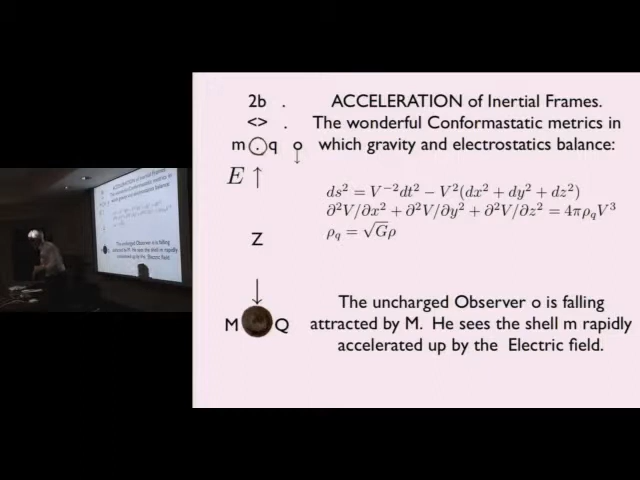 2b . ACCELERATION of Inertial Frames.
<> . The wonderful Conformastatic metrics in
m ⨀ q o which gravity and electrostatics balance:
E ↑ ↓
ds² = V⁻²dt² − V²(dx² + dy² + dz²)
∂²V/∂x² + ∂²V/∂y² + ∂²V/∂z² = 4πρ_qV³
ρ_q = √Gρ
Z
↓
The uncharged Observer o is falling
M Q attracted by M. He sees the shell m rapidly
accelerated up by the Electric field.